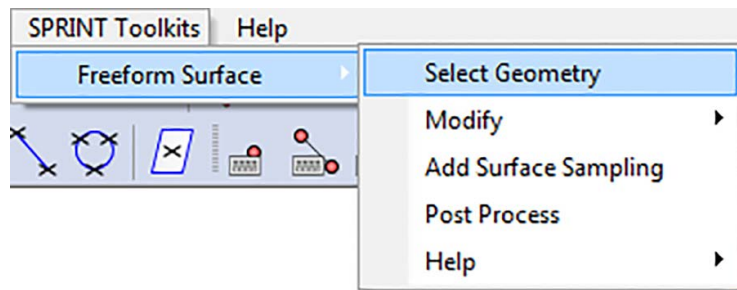 SPRINT Toolkits Help
Freeform Surface
Select Geometry
Modify
Add Surface Sampling
Post Process
Help